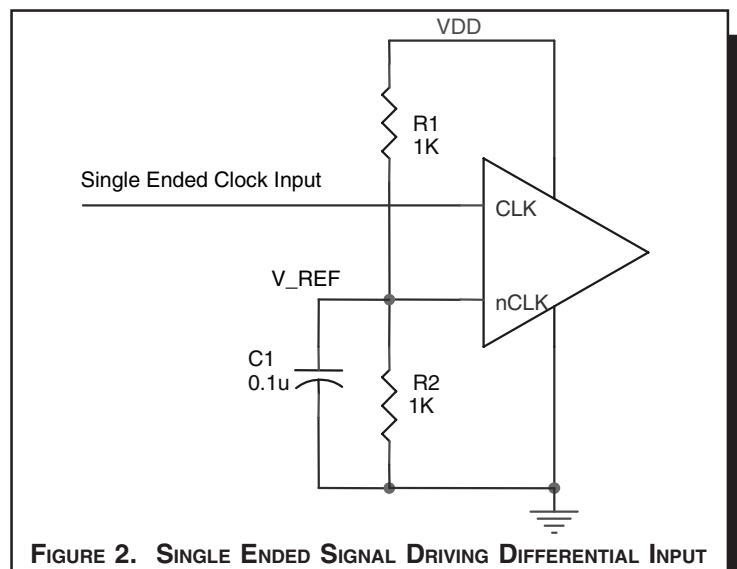 VDD
R1
1K
Single Ended Clock Input
CLK
V_REF
nCLK
C1
0.1u
R2
1K
FIGURE 2. SINGLE ENDED SIGNAL DRIVING DIFFERENTIAL INPUT